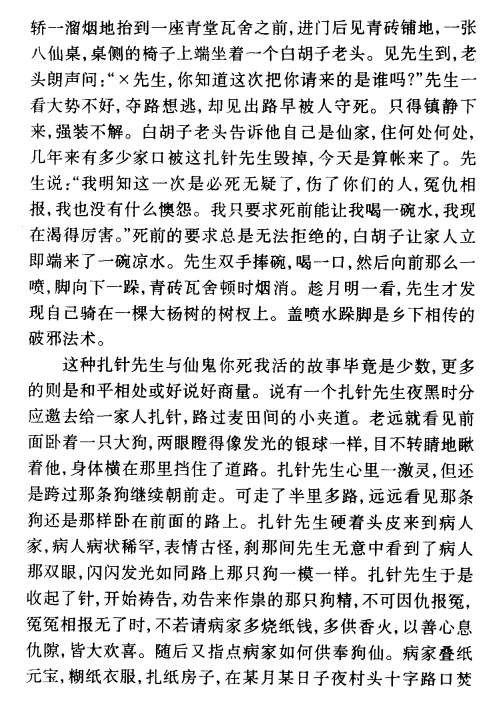 轿一溜烟地抬到一座青堂瓦舍之前,进门后见青砖铺地,一张
八仙桌,桌侧的椅子上端坐着一个白胡子老头。见先生到,老
头朗声问:“×先生,你知道这次把你请来的是谁吗?”先生一
看大势不好,夺路想逃,却见出路早被人守死。只得镇静下
来,强装不解。白胡子老头告诉他自己是仙家,住何处何处,
几年来有多少家口被这扎针先生毁掉,今天是算帐来了。先
生说:“我明知这一次是必死无疑了,伤了你们的人,冤仇相
报,我也没有什么懊怨。我只要求死前能让我喝一碗水,我现
在渴得厉害。”死前的要求总是无法拒绝的,白胡子让家人立
即端来了一碗凉水。先生双手捧碗,喝一口,然后向前那么一
喷,脚向下一跺,青砖瓦舍顿时烟消。趁月明一看,先生才发
现自己骑在一棵大杨树的树杈上。盖喷水跺脚是乡下相传的
破邪法术。
这种扎针先生与仙鬼你死我活的故事毕竟是少数,更多
的则是和平相处或好说好商量。说有一个扎针先生夜黑时分
应邀去给一家人扎针,路过麦田间的小夹道。老远就看见前
面卧着一只大狗,两眼瞪得像发光的银球一样,目不转睛地瞅
着他,身体横在那里挡住了道路。扎针先生心里一激灵,但还
是跨过那条狗继续朝前走。可走了半里多路,远远看见那条
狗还是那样卧在前面的路上。扎针先生硬着头皮来到病人
家,病人病状稀罕,表情古怪,刹那间先生无意中看到了病人
那双眼,闪闪发光如同路上那只狗一模一样。扎针先生于是
收起了针,开始祷告,劝告来作祟的那只狗精,不可因仇报冤,
冤冤相报无了时,不若请病家多烧纸钱,多供香火,以善心息
仇隙,皆大欢喜。随后又指点病家如何供奉狗仙。病家叠纸
元宝,糊纸衣服,扎纸房子,在某月某日子夜村头十字路口焚